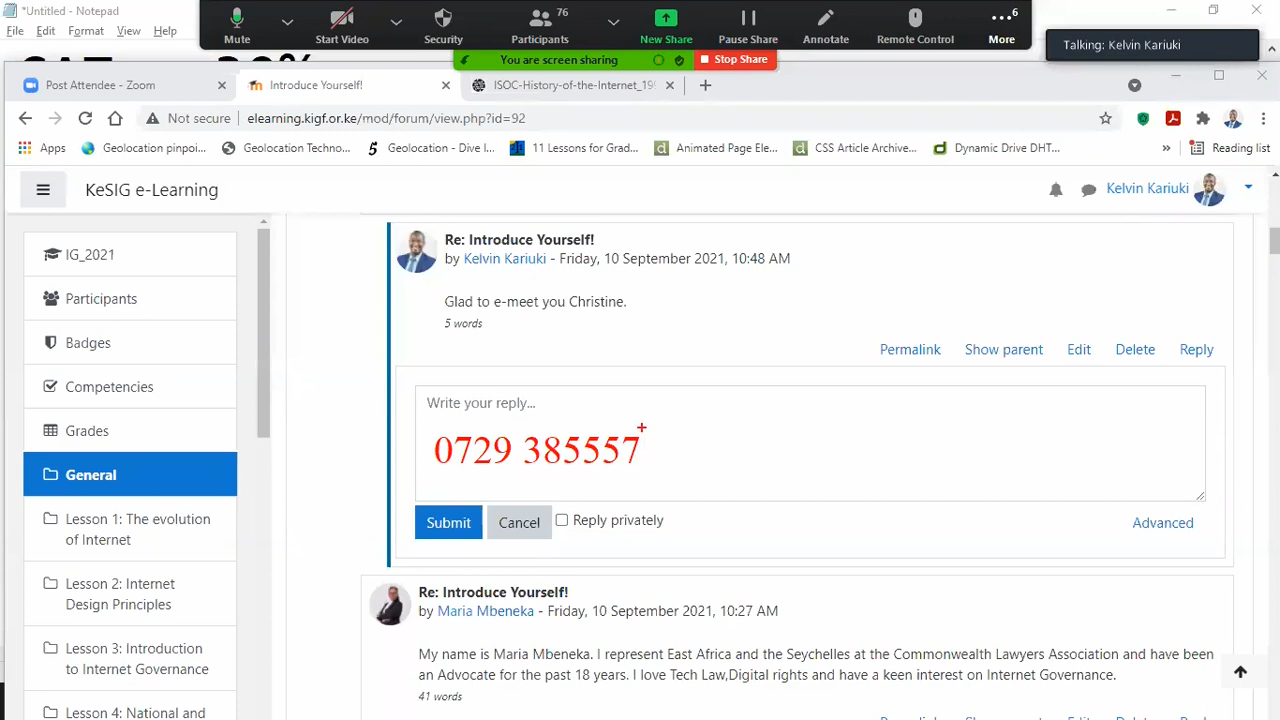 *Untitled - Notepad
File Edit Format View Help
Mute
Start Video
Security
76
Participants
New Share
Pause Share
Annotate
Remote Control
6
More
You are screen sharing
Stop Share
Talking: Kelvin Kariuki
Post Attendee - Zoom
Introduce Yourself!
ISOC-History-of-the-Internet_199
Not secure
elearning.kigf.or.ke/mod/forum/view.php?id=92
Apps
Geolocation pinpoi...
Geolocation Techno...
Geolocation - Dive I...
11 Lessons for Grad...
Animated Page Ele...
CSS Article Archive...
Dynamic Drive DHT...
»
Reading list
KeSIG e-Learning
Kelvin Kariuki
IG_2021
Participants
Badges
Competencies
Grades
General
Lesson 1: The evolution
of Internet
Lesson 2: Internet
Design Principles
Lesson 3: Introduction
to Internet Governance
Lesson 4: National and
Re: Introduce Yourself!
by Kelvin Kariuki - Friday, 10 September 2021, 10:48 AM
Glad to e-meet you Christine.
5 words
Permalink Show parent Edit Delete Reply
Write your reply...
0729 385557
Submit Cancel Reply privately Advanced
Re: Introduce Yourself!
by Maria Mbeneka - Friday, 10 September 2021, 10:27 AM
My name is Maria Mbeneka. I represent East Africa and the Seychelles at the Commonwealth Lawyers Association and have been
an Advocate for the past 18 years. I love Tech Law,Digital rights and have a keen interest on Internet Governance.
41 words